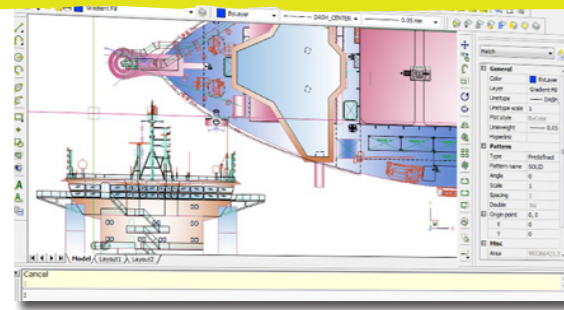 Gradient Fill
ByLayer
DASH_CENTER
0.05 mm
Hatch
General
Color ByLayer
Layer Gradient Fill
Linetype DASH_
Linetype scale 1
Plot style ByColor
Lineweight 0.05
Hyperlink
Pattern
Type Predefined
Pattern name SOLID
Angle 0
Scale 1
Spacing 1
Double No
Origin point 0, 0
X 0
Y 0
Misc
Area
Model
Layout1
Layout2
Cancel
: